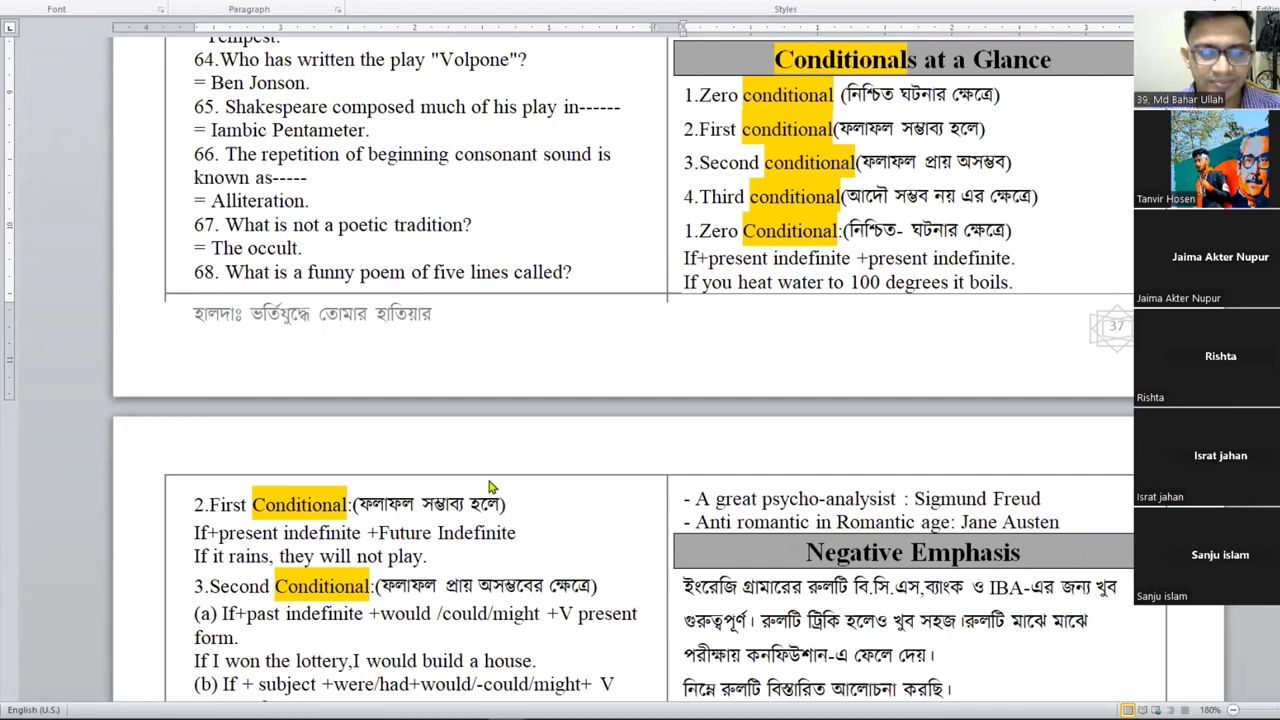 Font
Paragraph
Styles
Tempest.
64.Who has written the play "Volpone"?
= Ben Jonson.
65. Shakespeare composed much of his play in------
= Iambic Pentameter.
66. The repetition of beginning consonant sound is
known as-----
= Alliteration.
67. What is not a poetic tradition?
= The occult.
68. What is a funny poem of five lines called?
Conditionals at a Glance
1.Zero conditional (নিশ্চিত ঘটনার ক্ষেত্রে)
2.First conditional(ফলাফল সম্ভাব্য হলে)
3.Second conditional(ফলাফল প্রায় অসম্ভব)
4.Third conditional(আদৌ সম্ভব নয় এর ক্ষেত্রে)
1.Zero Conditional:(নিশ্চিত- ঘটনার ক্ষেত্রে)
If+present indefinite +present indefinite.
If you heat water to 100 degrees it boils.
হালদাঃ ভর্তিযুদ্ধে তোমার হাতিয়ার
37
2.First Conditional:(ফলাফল সম্ভাব্য হলে)
If+present indefinite +Future Indefinite
If it rains, they will not play.
3.Second Conditional:(ফলাফল প্রায় অসম্ভবের ক্ষেত্রে)
(a) If+past indefinite +would /could/might +V present
form.
If I won the lottery,I would build a house.
(b) If + subject +were/had+would/-could/might+ V
- A great psycho-analysist : Sigmund Freud
- Anti romantic in Romantic age: Jane Austen
Negative Emphasis
ইংরেজি গ্রামারের রুলটি বি.সি.এস,ব্যাংক ও IBA-এর জন্য খুব
গুরুত্বপূর্ণ। রুলটি ট্রিকি হলেও খুব সহজ।রুলটি মাঝে মাঝে
পরীক্ষায় কনফিউশান-এ ফেলে দেয়।
নিম্নে রুলটি বিস্তারিত আলোচনা করছি।
39, Md Bahar Ullah
Tanvir Hosen
Jaima Akter Nupur
Jaima Akter Nupur
Rishta
Rishta
Israt jahan
Israt jahan
Sanju islam
Sanju islam
English (U.S.)
180%